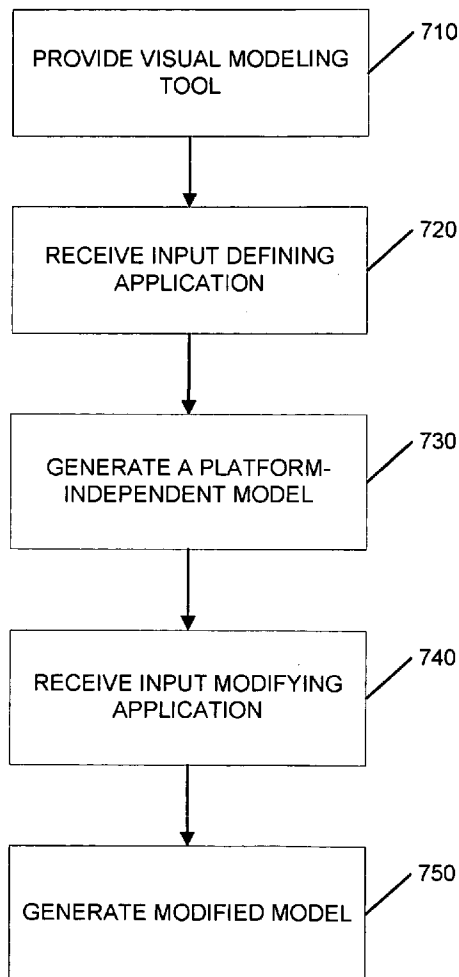 710
PROVIDE VISUAL MODELING
TOOL
720
RECEIVE INPUT DEFINING
APPLICATION
730
GENERATE A PLATFORM-
INDEPENDENT MODEL
740
RECEIVE INPUT MODIFYING
APPLICATION
750
GENERATE MODIFIED MODEL